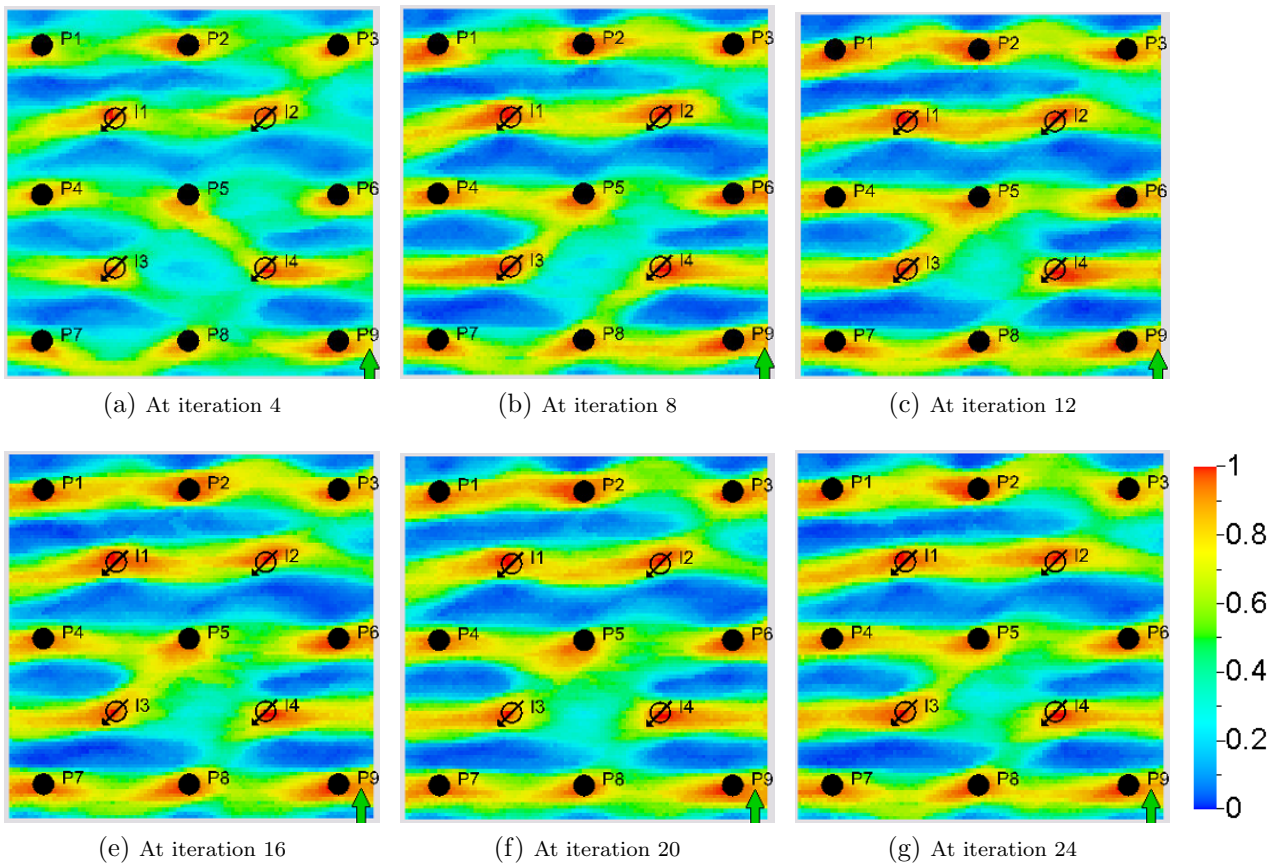 P1 P2 P3
I1 I2
P4 P5 P6
I3 I4
P7 P8 P9
(a) At iteration 4
P1 P2 P3
I1 I2
P4 P5 P6
I3 I4
P7 P8 P9
(b) At iteration 8
P1 P2 P3
I1 I2
P4 P5 P6
I3 I4
P7 P8 P9
(c) At iteration 12
P1 P2 P3
I1 I2
P4 P5 P6
I3 I4
P7 P8 P9
(e) At iteration 16
P1 P2 P3
I1 I2
P4 P5 P6
I3 I4
P7 P8 P9
(f) At iteration 20
P1 P2 P3
I1 I2
P4 P5 P6
I3 I4
P7 P8 P9
(g) At iteration 24
1
0.8
0.6
0.4
0.2
0